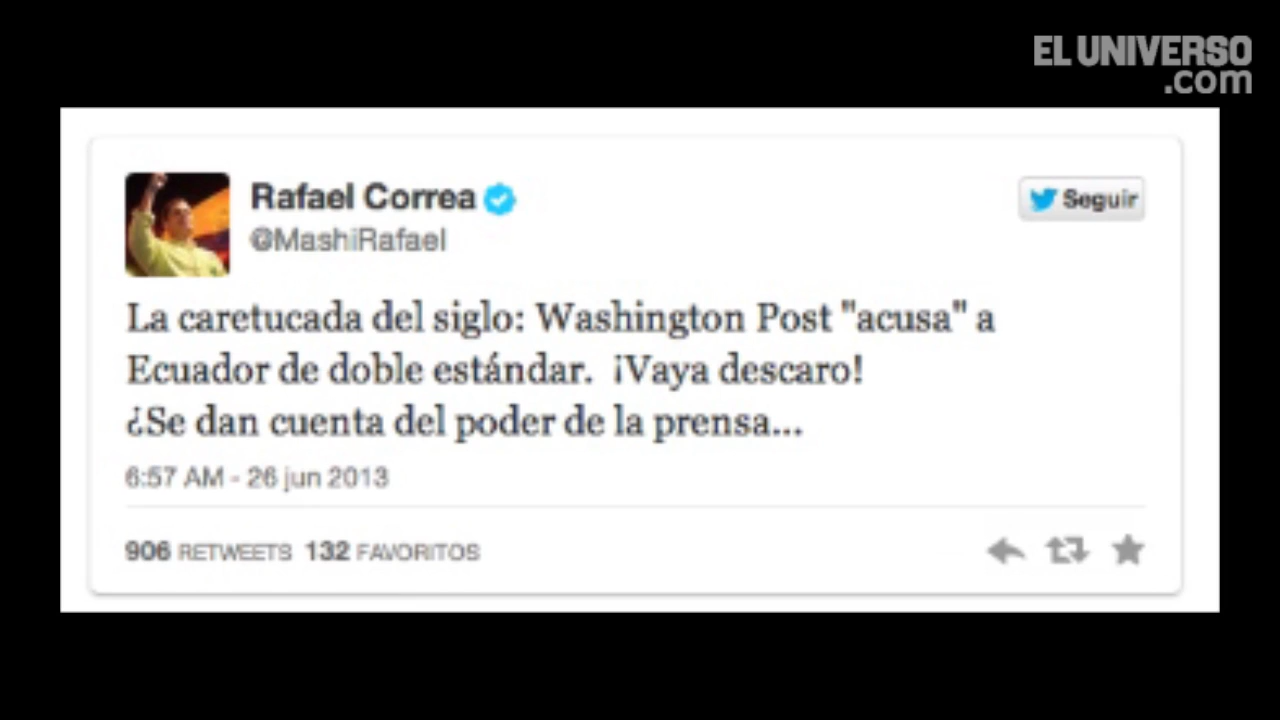 EL UNIVERSO
.com
Rafael Correa
@MashiRafael
Seguir
La caretucada del siglo: Washington Post "acusa" a
Ecuador de doble estándar. ¡Vaya descaro!
¿Se dan cuenta del poder de la prensa...
6:57 AM - 26 jun 2013
906 RETWEETS 132 FAVORITOS